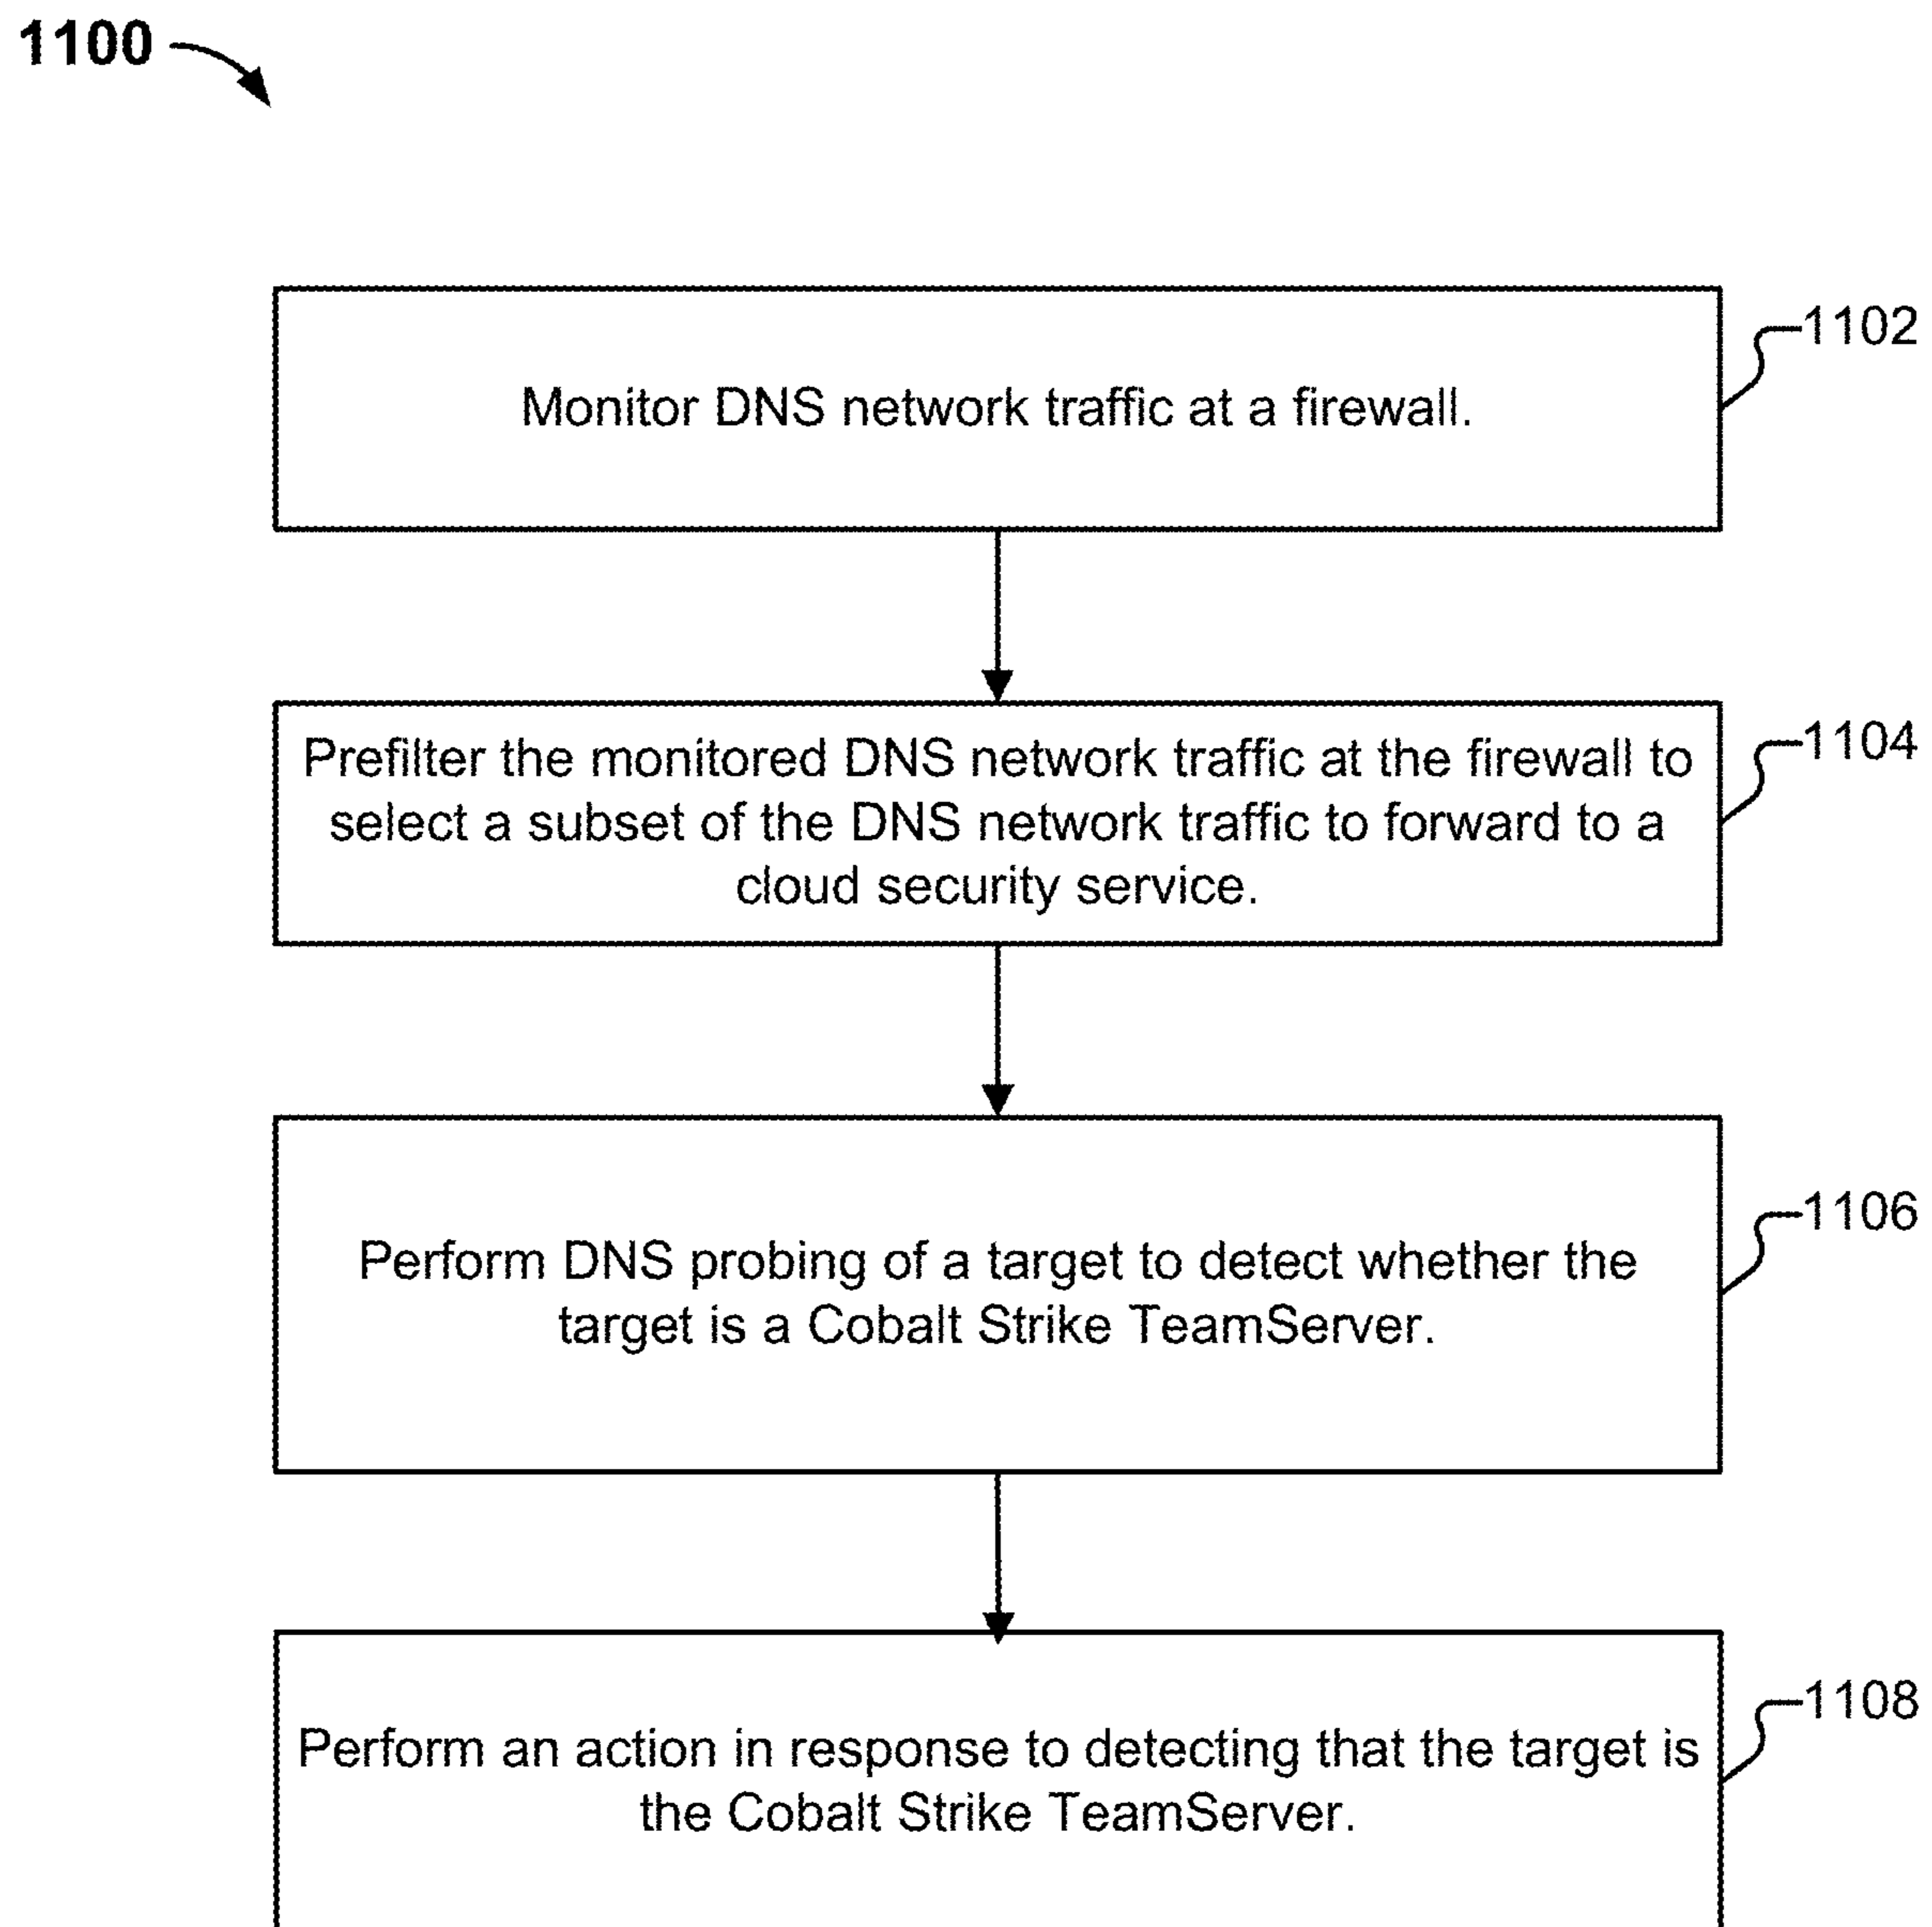 1100
Monitor DNS network traffic at a firewall.
1102
Prefilter the monitored DNS network traffic at the firewall to
select a subset of the DNS network traffic to forward to a
cloud security service.
1104
Perform DNS probing of a target to detect whether the
target is a Cobalt Strike TeamServer.
1106
Perform an action in response to detecting that the target is
the Cobalt Strike TeamServer.
1108